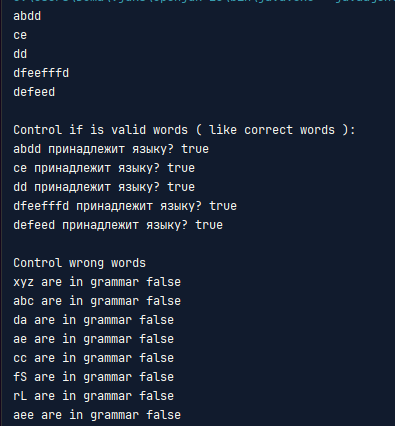 abdd
ce
dd
dfeefffd
defeed
Control if is valid words ( like correct words ):
abdd принадлежит языку? true
ce принадлежит языку? true
dd принадлежит языку? true
dfeefffd принадлежит языку? true
defeed принадлежит языку? true
Control wrong words
xyz are in grammar false
abc are in grammar false
da are in grammar false
ae are in grammar false
cc are in grammar false
fS are in grammar false
rL are in grammar false
aee are in grammar false